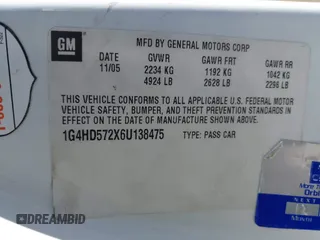 GM
MFD BY GENERAL MOTORS CORP
DATE GVWR GAWR FRT GAWR RR
11/05 2234 KG 1192 KG 1042 KG
4924 LB 2628 LB 2296 LB
THIS VEHICLE CONFORMS TO ALL APPLICABLE U.S. FEDERAL MOTOR
VEHICLE SAFETY, BUMPER, AND THEFT PREVENTION STANDARDS IN
EFFECT ON THE DATE OF MANUFACTURE SHOWN ABOVE.
1G4HD572X6U138475 TYPE: PASS CAR
NEXT
DREAMBID